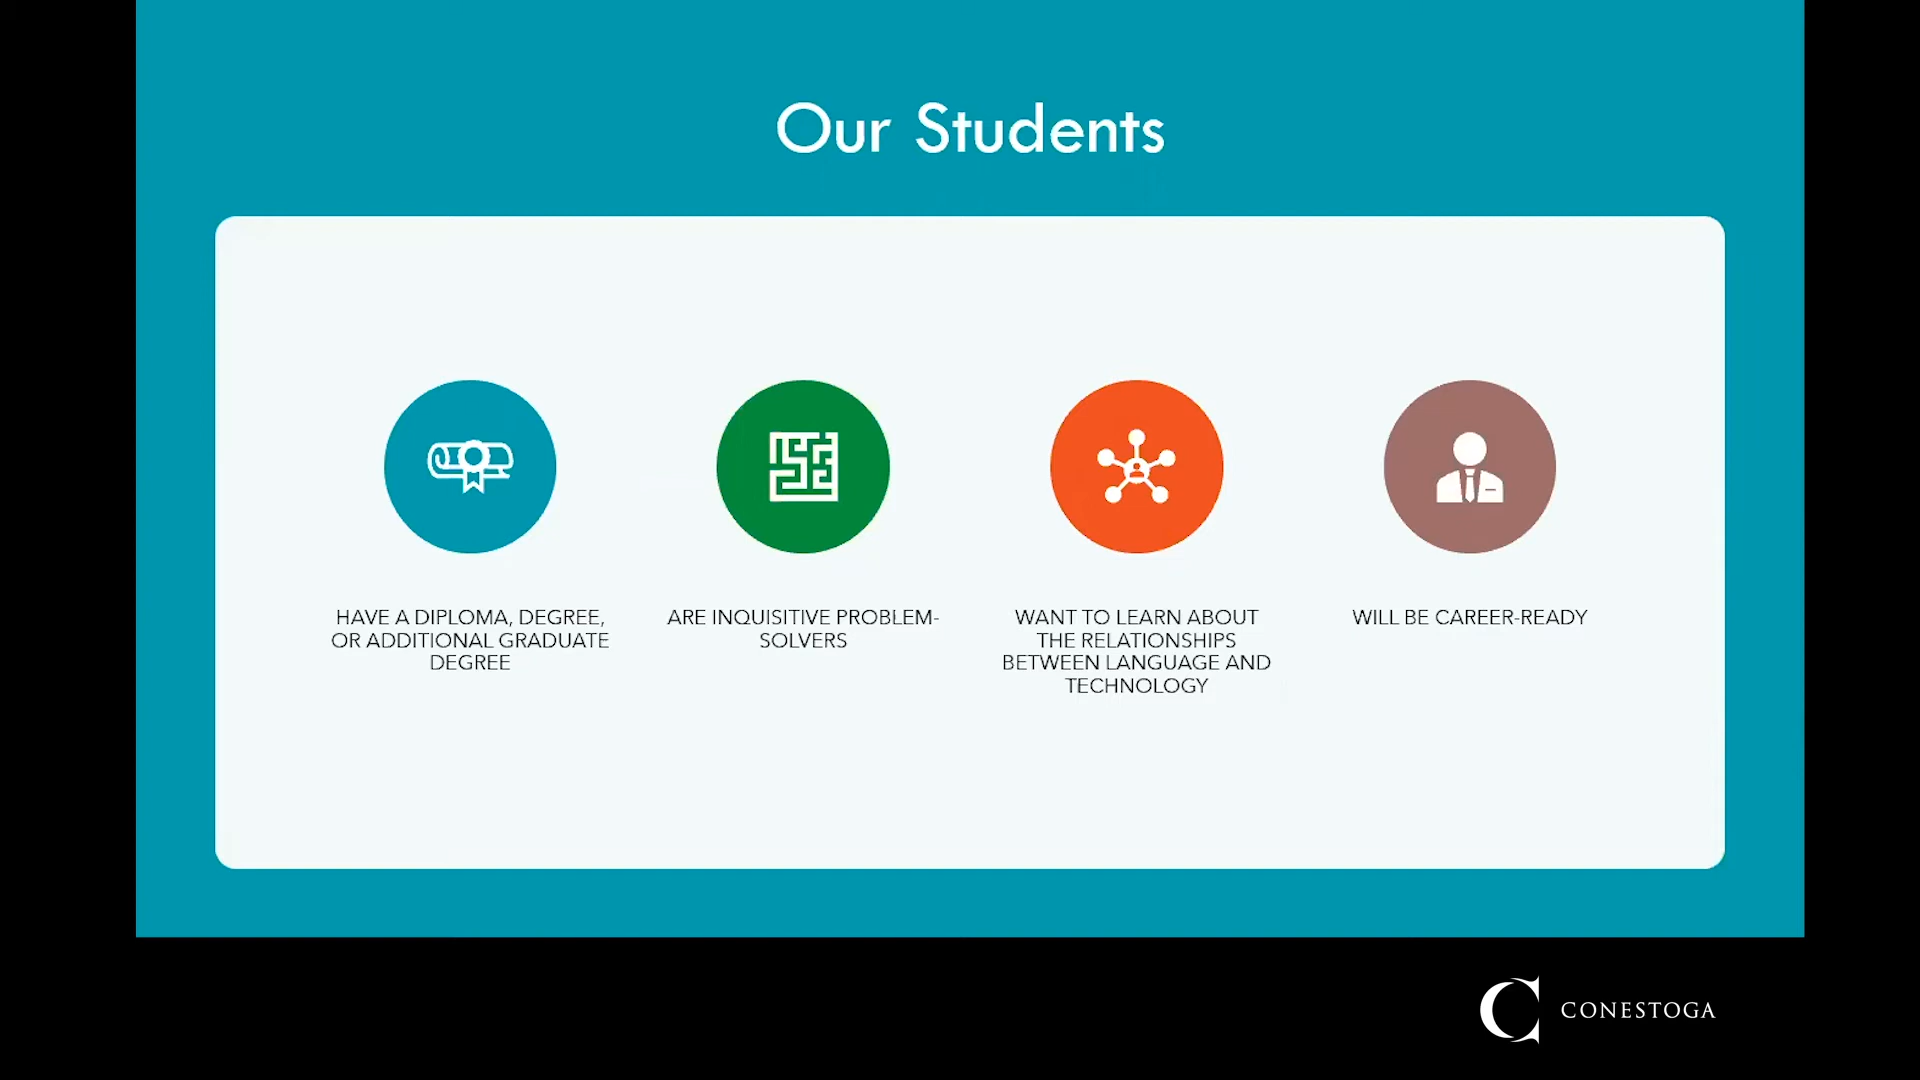 Our Students
HAVE A DIPLOMA, DEGREE,
OR ADDITIONAL GRADUATE
DEGREE
ARE INQUISITIVE PROBLEM-
SOLVERS
WANT TO LEARN ABOUT
THE RELATIONSHIPS
BETWEEN LANGUAGE AND
TECHNOLOGY
WILL BE CAREER-READY
CONESTOGA